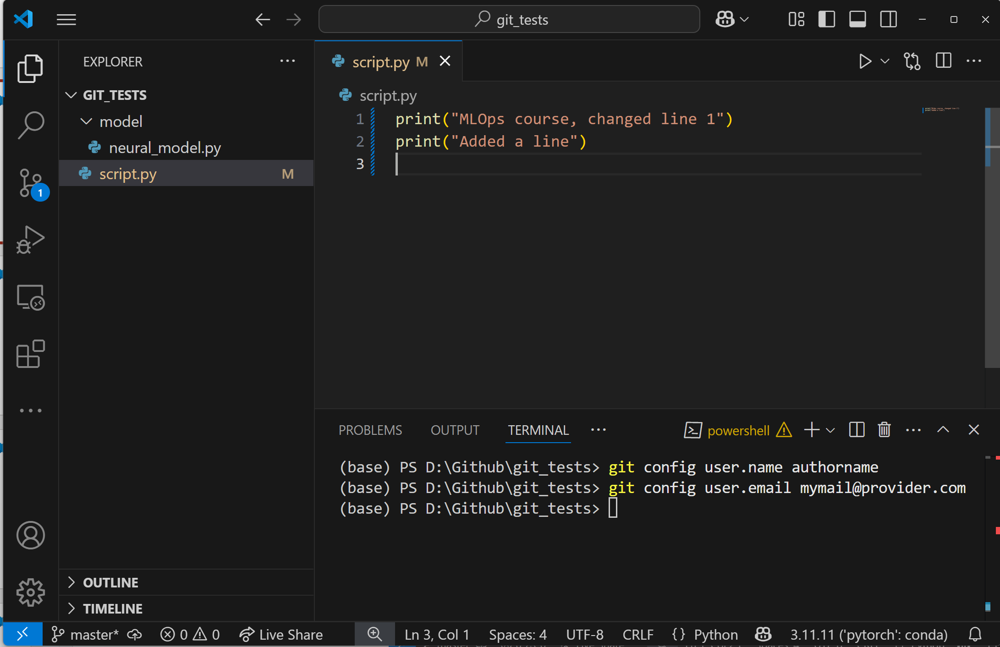 git_tests
EXPLORER
GIT_TESTS
model
neural_model.py
script.py M
1
script.py M
script.py
1 print("MLOps course, changed line 1")
2 print("Added a line")
3
PROBLEMS OUTPUT TERMINAL powershell
(base) PS D:\Github\git_tests> git config user.name authorname
(base) PS D:\Github\git_tests> git config user.email mymail@provider.com
(base) PS D:\Github\git_tests>
OUTLINE
TIMELINE
master* 0 0 Live Share Ln 3, Col 1 Spaces: 4 UTF-8 CRLF {} Python 3.11.11 ('pytorch': conda)